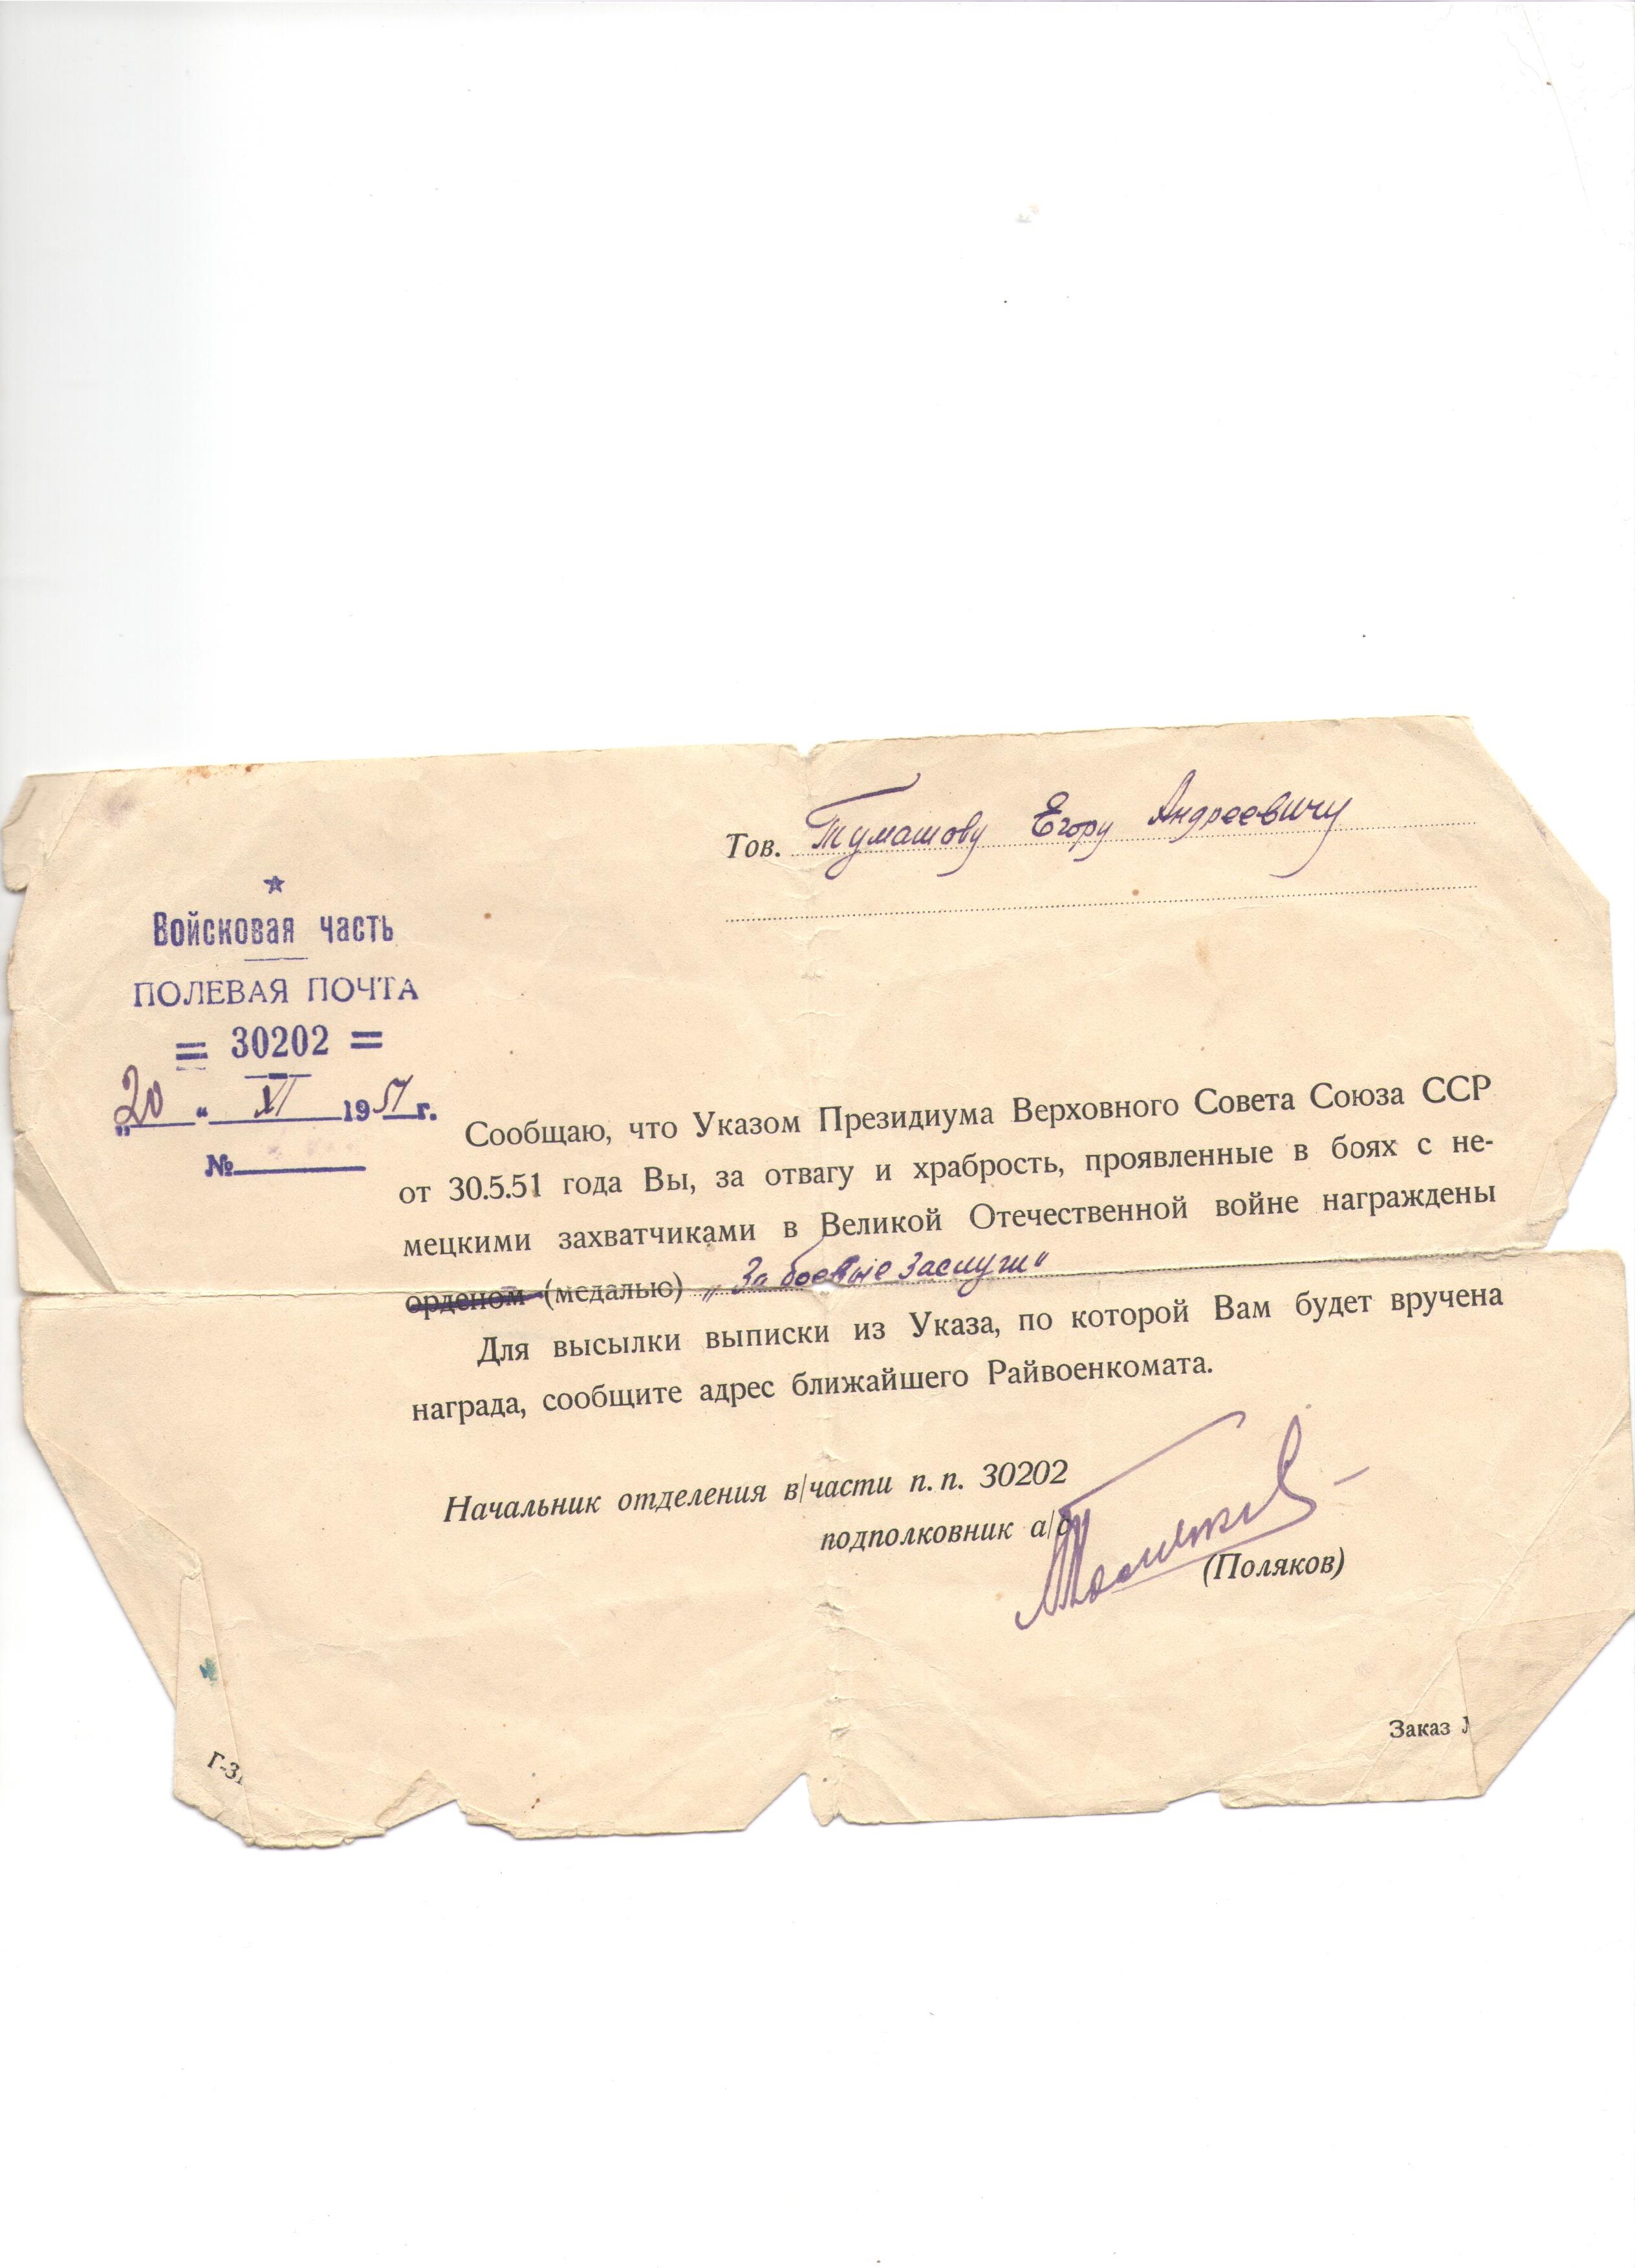 Тов. Тумашову Егору Андреевичу
Войсковая часть
ПОЛЕВАЯ ПОЧТА
= 30202 =
„20“ XI 1951 г.
№
Сообщаю, что Указом Президиума Верховного Совета Союза ССР
от 30.5.51 года Вы, за отвагу и храбрость, проявленные в боях с не-
мецкими захватчиками в Великой Отечественной войне награждены
орденом (медалью) „За боевые заслуги“
Для высылки выписки из Указа, по которой Вам будет вручена
награда, сообщите адрес ближайшего Райвоенкомата.
Начальник отделения в/части п. п. 30202
подполковник а/с
Поляков
(Поляков)
Заказ